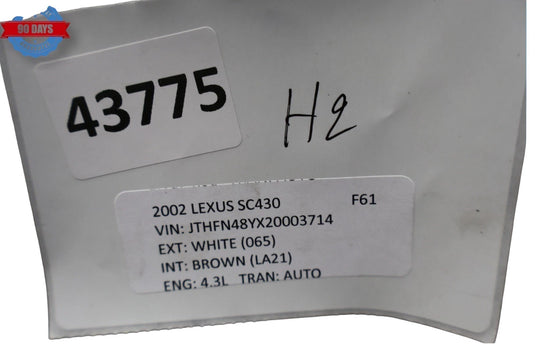 90 DAYS
43775
H2
2002 LEXUS SC430 F61
VIN: JTHFN48YX20003714
EXT: WHITE (065)
INT: BROWN (LA21)
ENG: 4.3L TRAN: AUTO